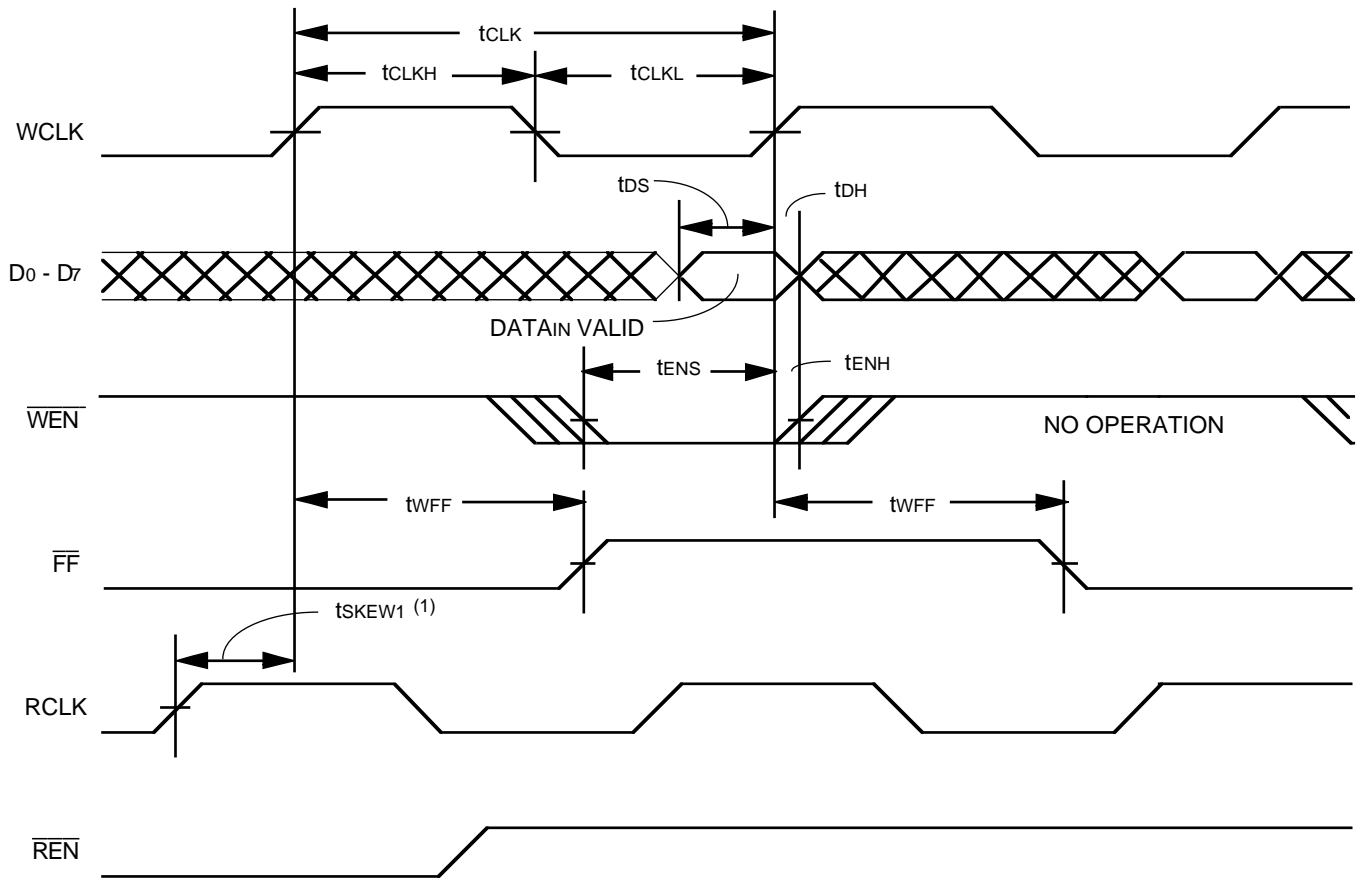 tCLK
tCLKH
tCLKL
WCLK
tDS
tDH
D0 - D7
DATAIN VALID
tENS
tENH
WEN
NO OPERATION
tWFF
tWFF
FF
tSKEW1 (1)
RCLK
REN